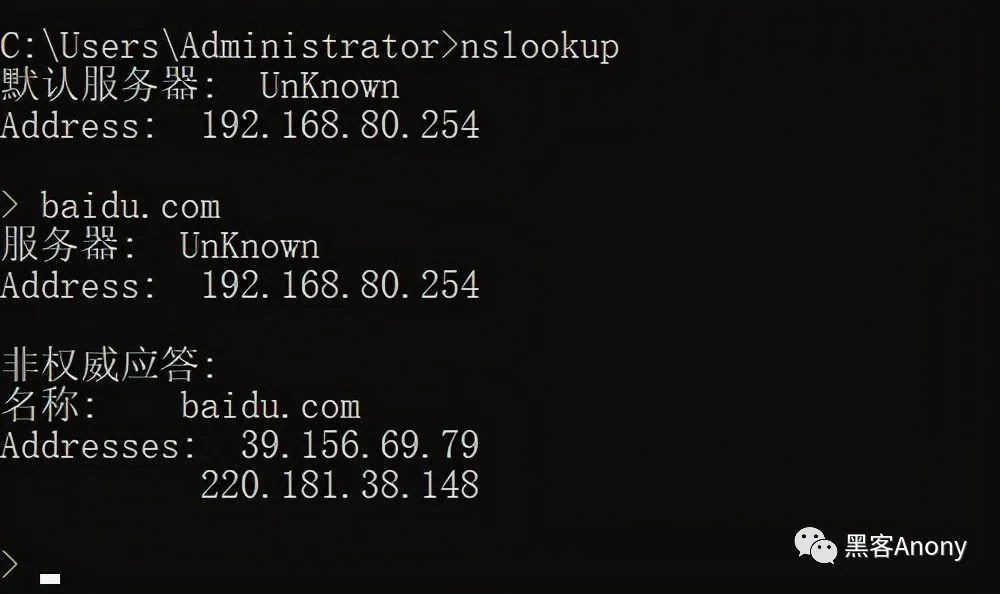 C:\Users\Administrator>nslookup
默认服务器:  UnKnown
Address:  192.168.80.254
> baidu.com
服务器:  UnKnown
Address:  192.168.80.254
非权威应答:
名称:    baidu.com
Addresses:  39.156.69.79
220.181.38.148
>
黑客Anony